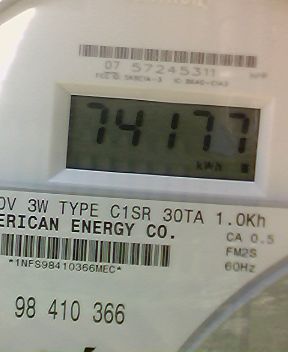 07 57245311
74177
kWh
0V 3W TYPE C1SR 30TA 1.0Kh
ERICAN ENERGY CO.
CA 0.5
FM2S
60Hz
*1NFS98410366MEC*
98 410 366